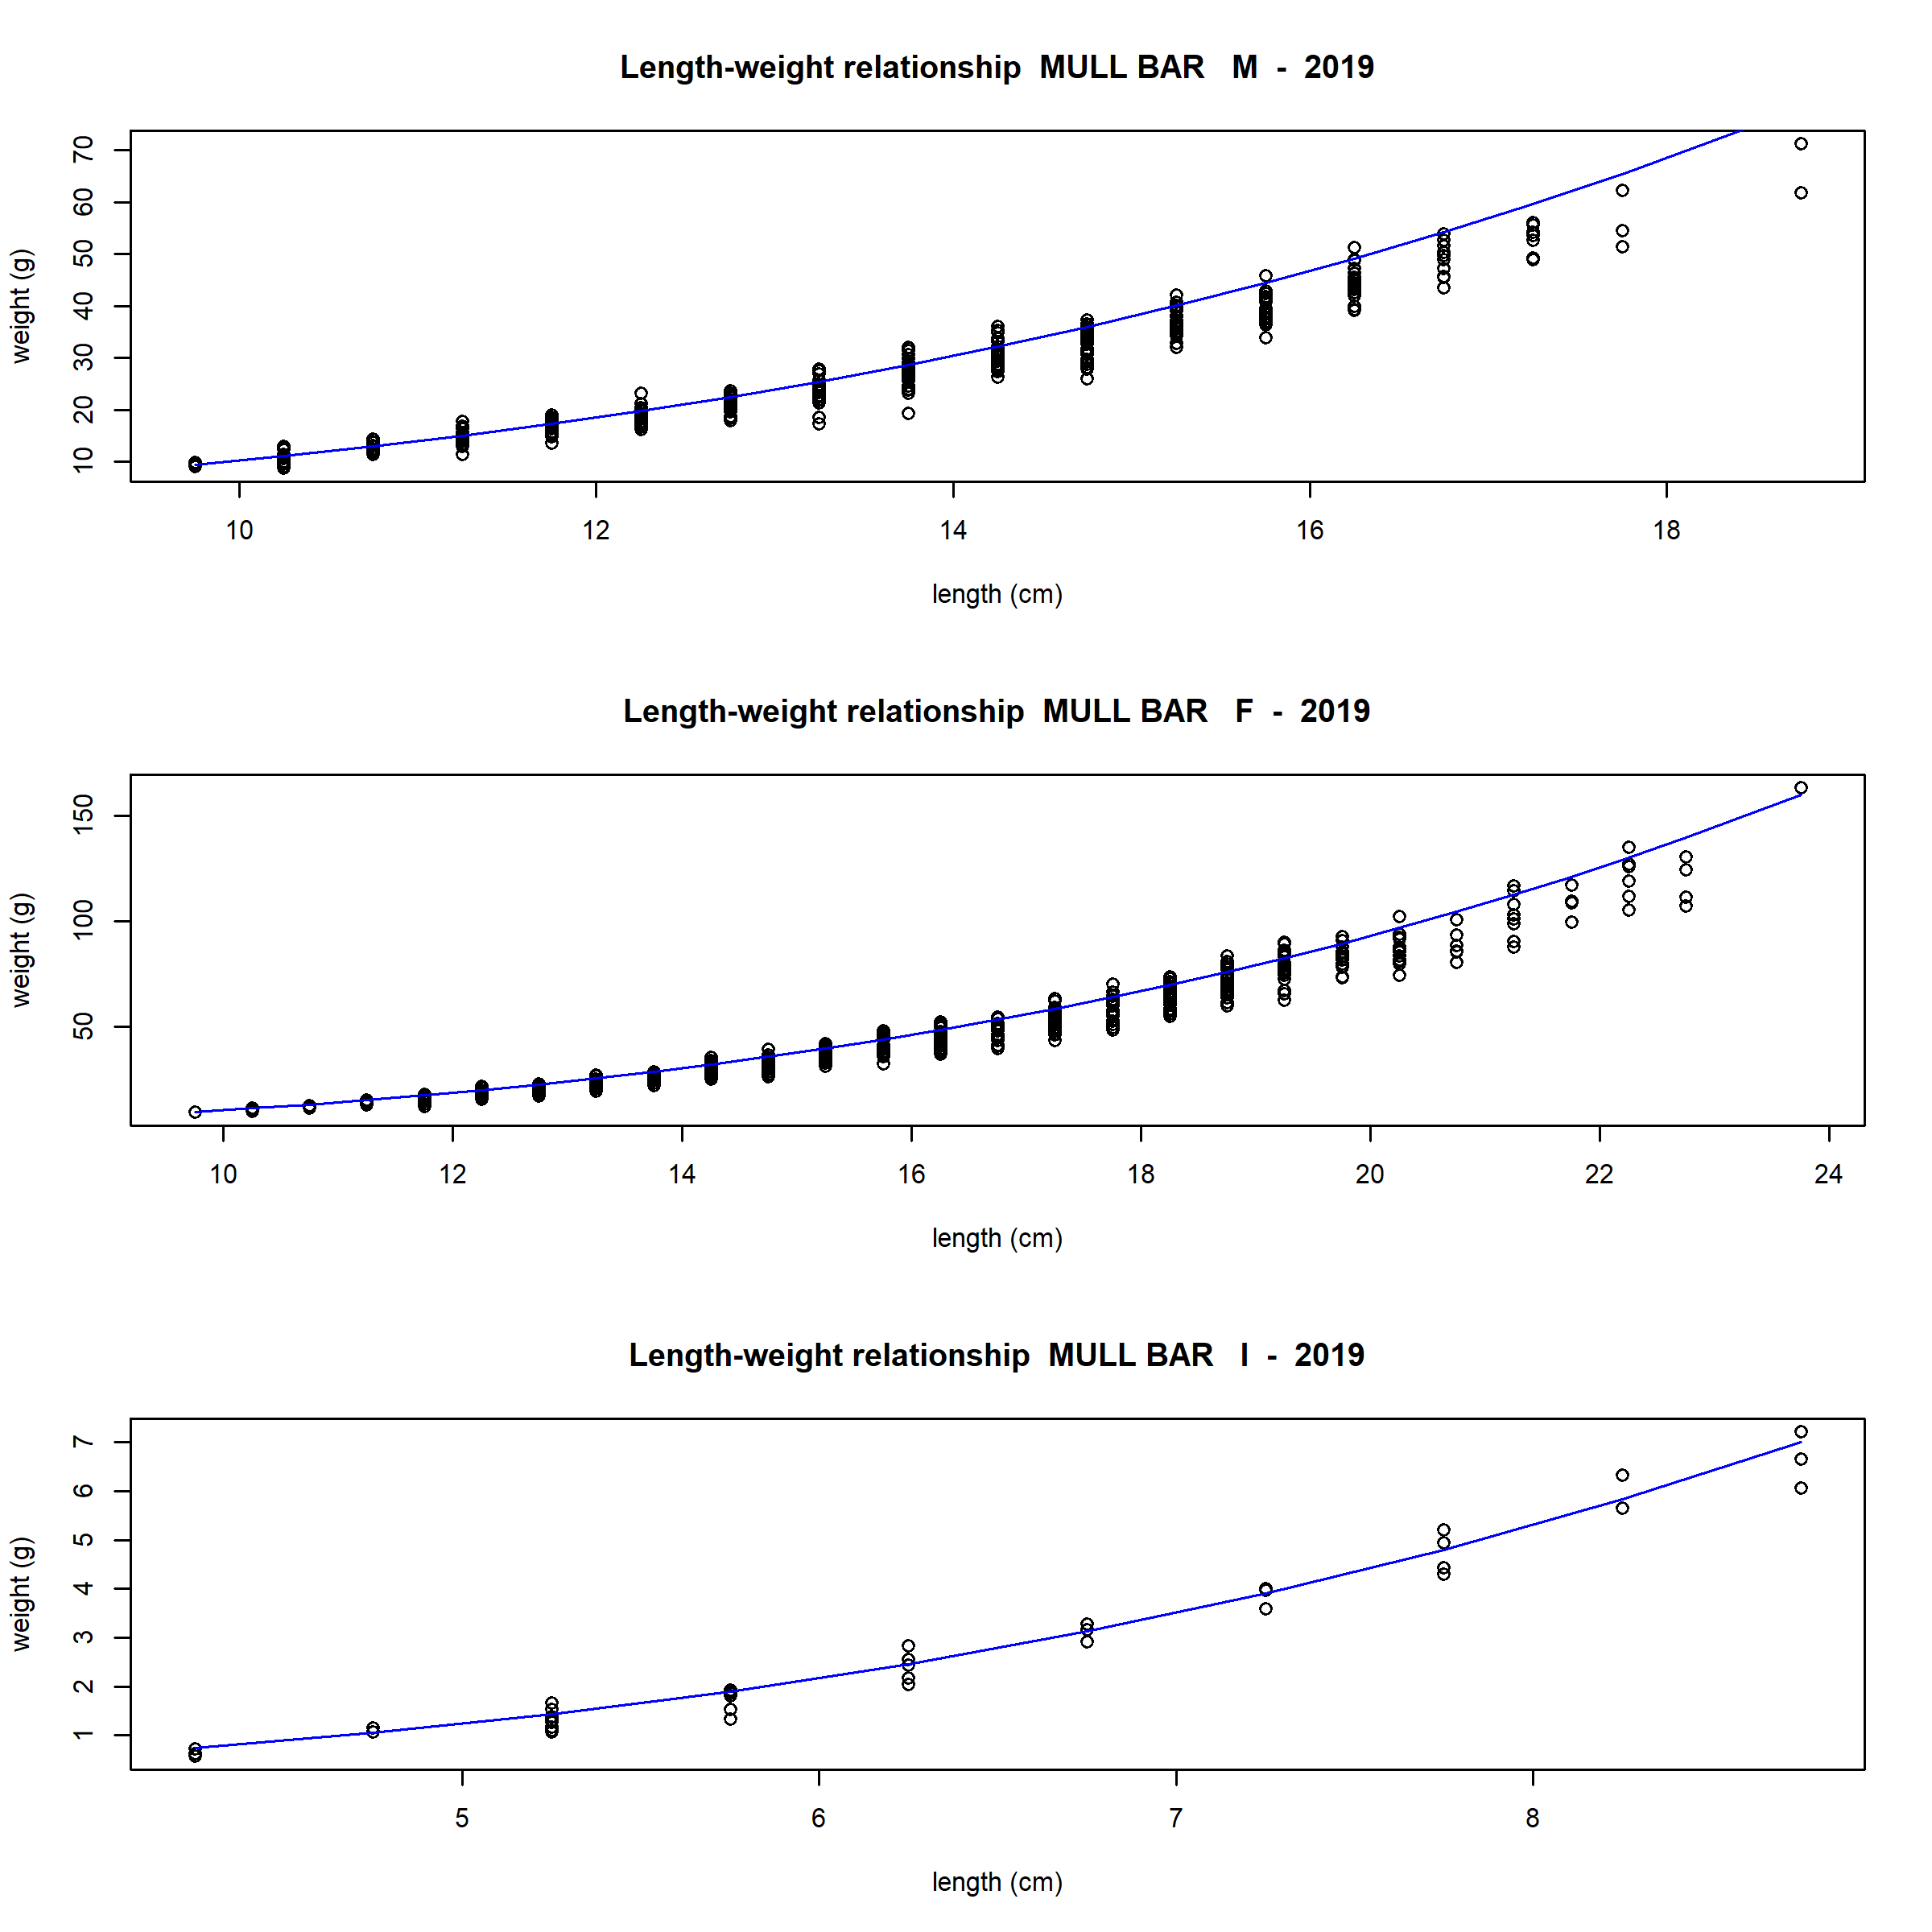 Length-weight relationship MULL BAR M - 2019
70
60
50
40
30
20
10
weight (g)
10 12 14 16 18
length (cm)
Length-weight relationship MULL BAR F - 2019
150
100
50
weight (g)
10 12 14 16 18 20 22 24
length (cm)
Length-weight relationship MULL BAR I - 2019
7
6
5
4
3
2
1
weight (g)
5 6 7 8
length (cm)